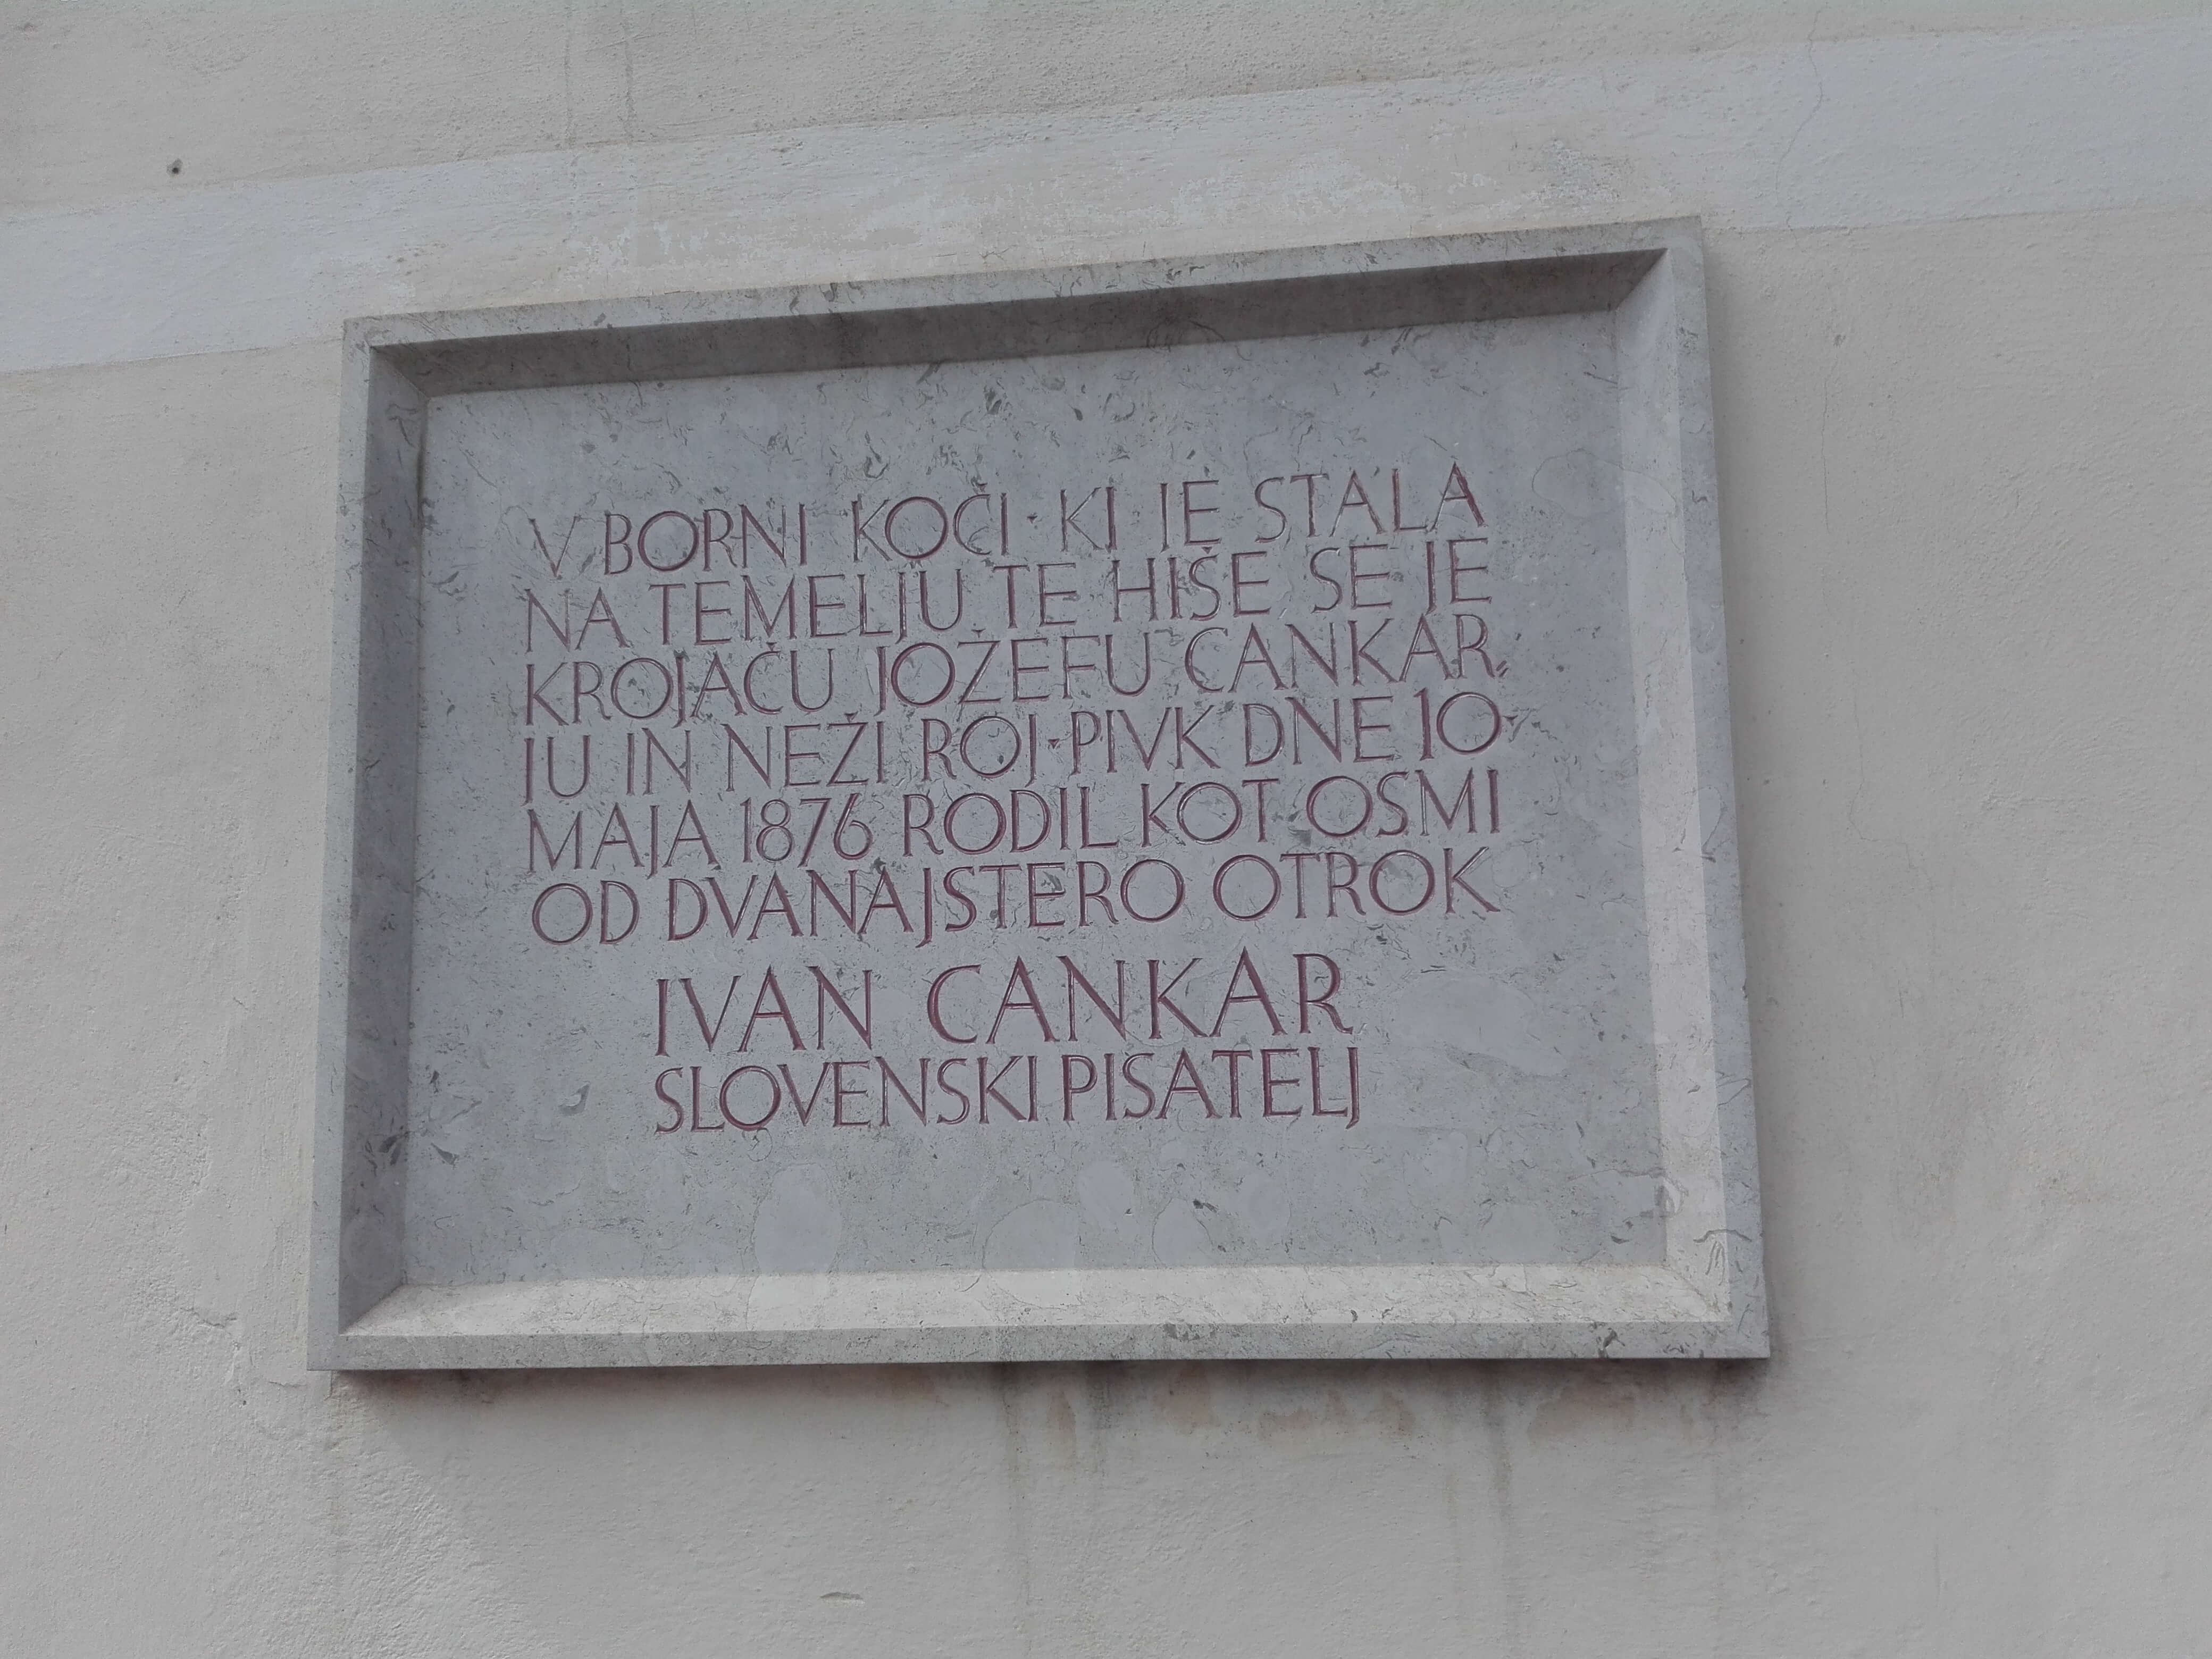 V BORNI KOČI · KI JE STALA
NA TEMELJU TE HIŠE SE JE
KROJAČU JOŽEFU CANKAR⹀
JU IN NEŽI ROJ · PIVK DNE 10·
MAJA 1876 RODIL KOT OSMI
OD DVANAJSTERO OTROK
IVAN CANKAR
SLOVENSKI PISATELJ